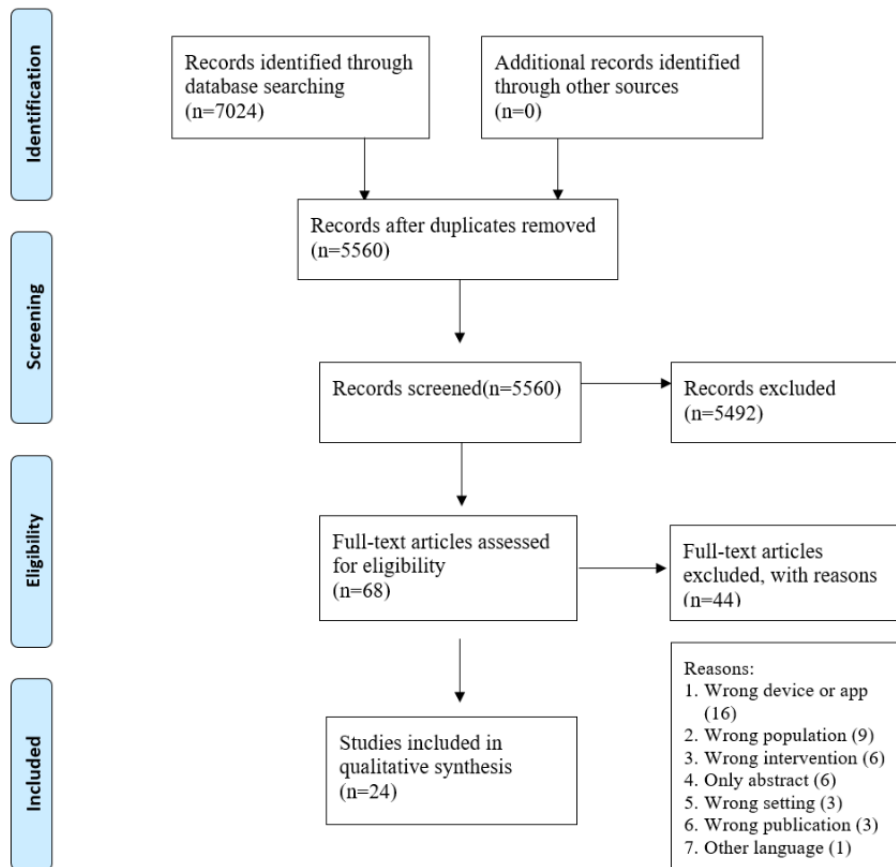 Identification
Records identified through
database searching
(n=7024)
Additional records identified
through other sources
(n=0)
Records after duplicates removed
(n=5560)
Screening
Records screened(n=5560)
Records excluded
(n=5492)
Eligibility
Full-text articles assessed
for eligibility
(n=68)
Full-text articles
excluded, with reasons
(n=44)
Included
Studies included in
qualitative synthesis
(n=24)
Reasons:
1. Wrong device or app
(16)
2. Wrong population (9)
3. Wrong intervention (6)
4. Only abstract (6)
5. Wrong setting (3)
6. Wrong publication (3)
7. Other language (1)